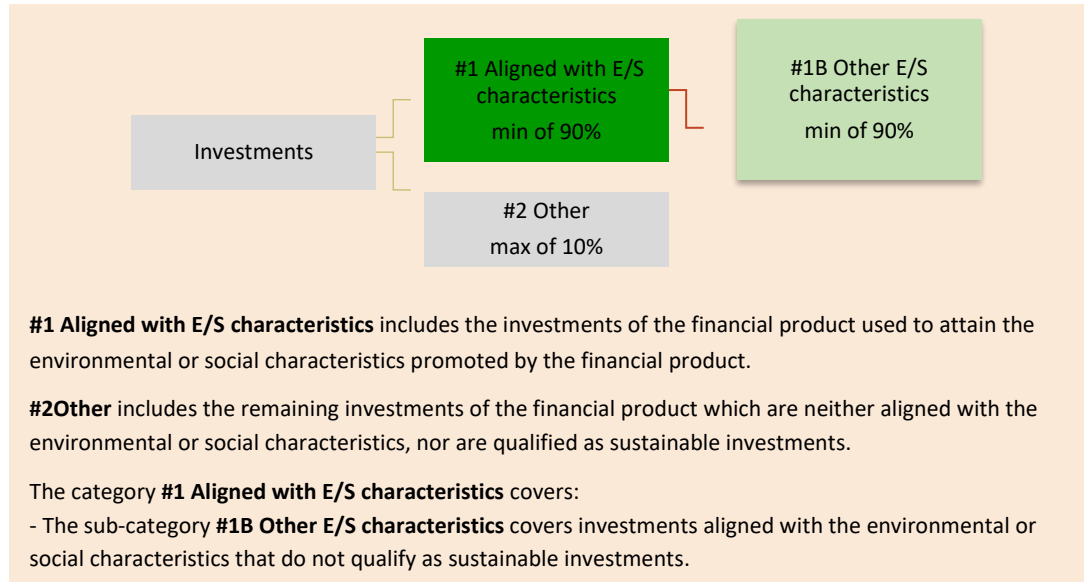 #1 Aligned with E/S
characteristics
min of 90%
#1B Other E/S
characteristics
min of 90%
Investments
#2 Other
max of 10%
#1 Aligned with E/S characteristics includes the investments of the financial product used to attain the
environmental or social characteristics promoted by the financial product.
#2Other includes the remaining investments of the financial product which are neither aligned with the
environmental or social characteristics, nor are qualified as sustainable investments.
The category #1 Aligned with E/S characteristics covers:
- The sub-category #1B Other E/S characteristics covers investments aligned with the environmental or
social characteristics that do not qualify as sustainable investments.